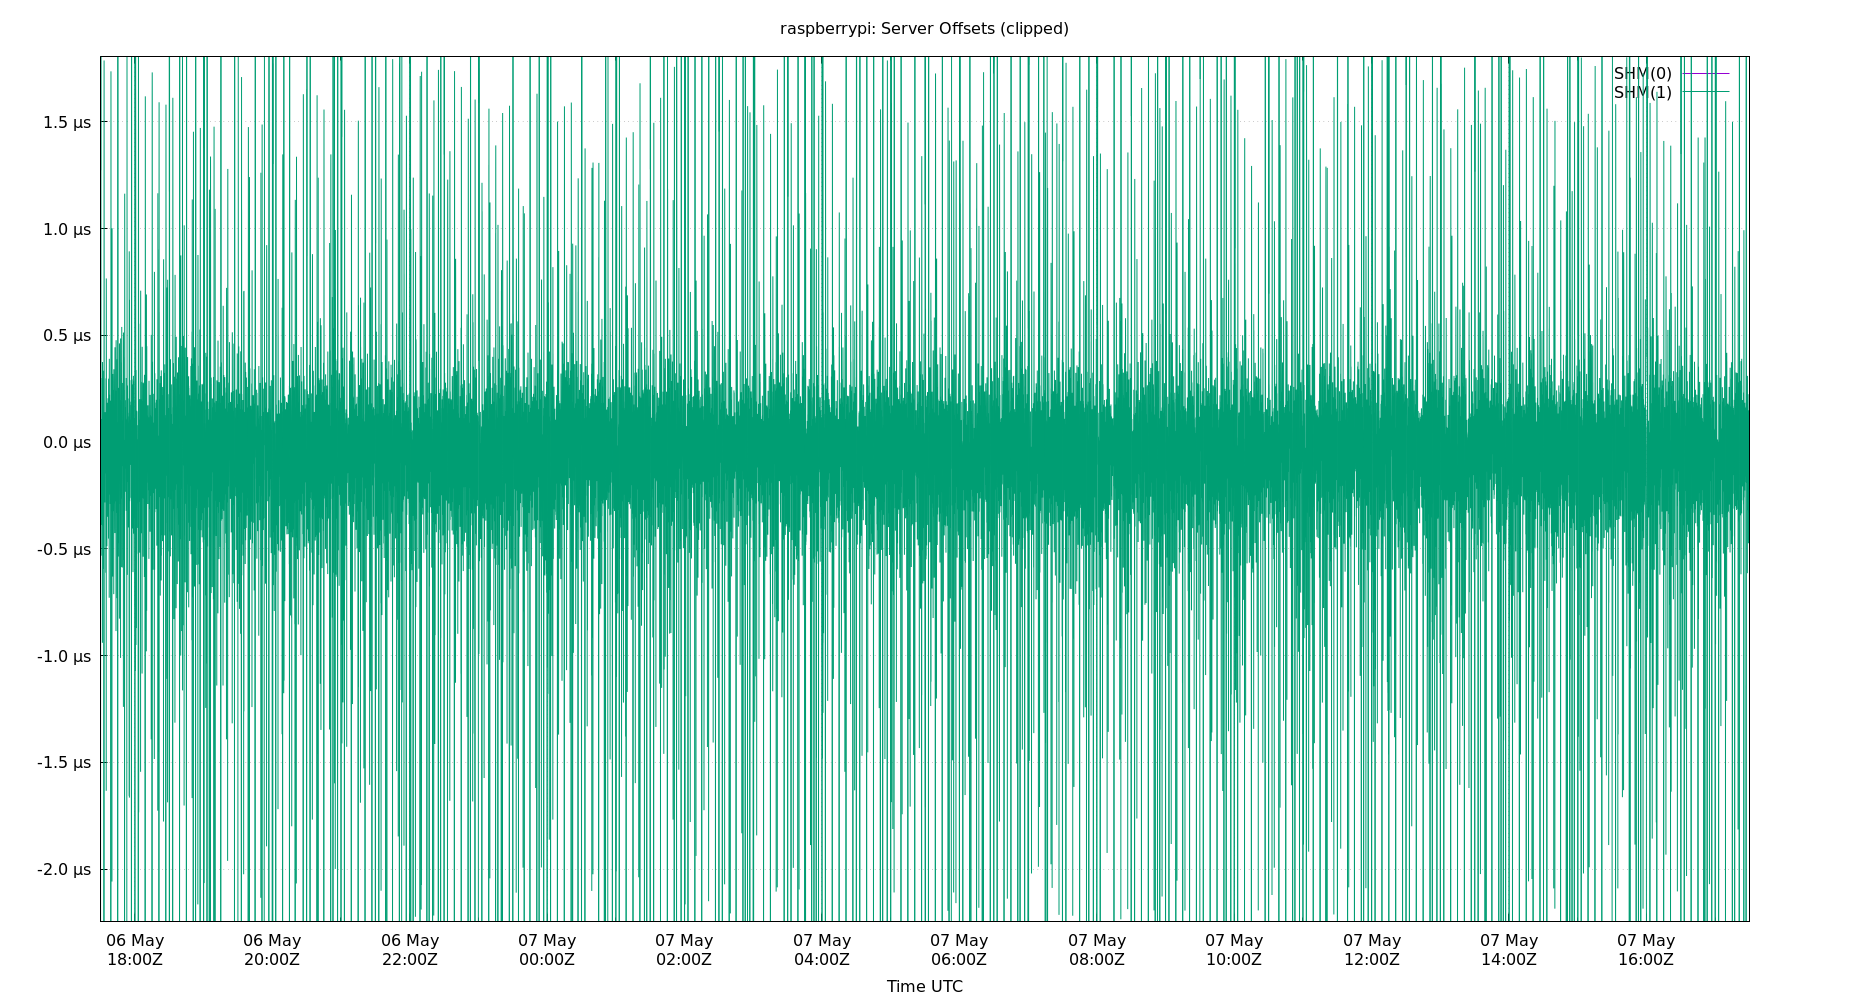 raspberrypi: Server Offsets (clipped)
SHM(0)
SHM(1)
1.5 µs
1.0 µs
0.5 µs
0.0 µs
-0.5 µs
-1.0 µs
-1.5 µs
-2.0 µs
06 May 06 May 06 May 07 May 07 May 07 May 07 May 07 May 07 May 07 May 07 May 07 May
18:00Z 20:00Z 22:00Z 00:00Z 02:00Z 04:00Z 06:00Z 08:00Z 10:00Z 12:00Z 14:00Z 16:00Z
Time UTC